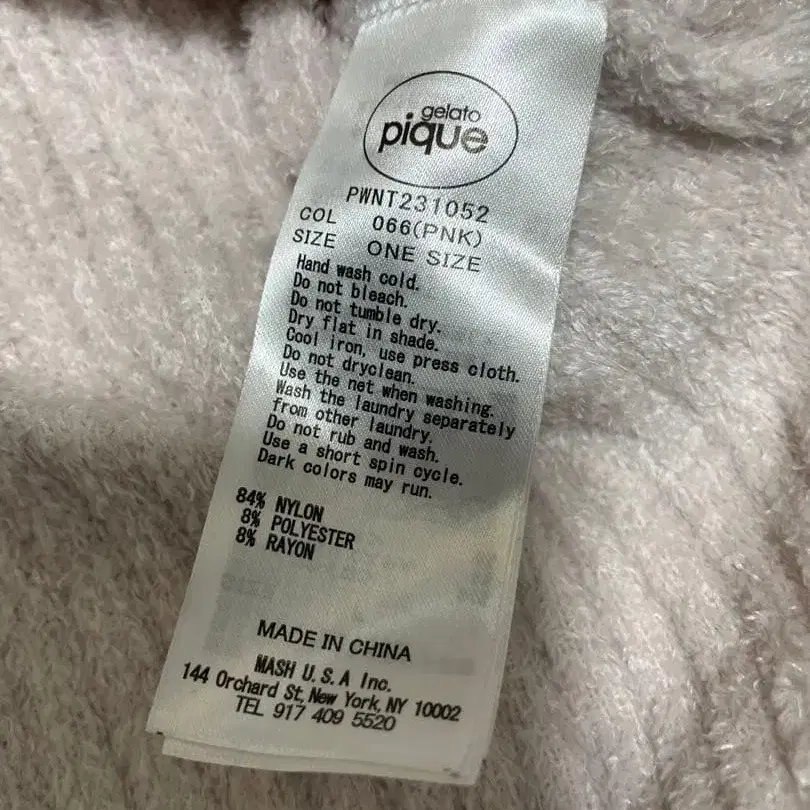 gelato
pique
PWNT231052
COL 066(PNK)
SIZE ONE SIZE
Hand wash cold.
Do not bleach.
Do not tumble dry.
Dry flat in shade.
Cool iron, use press cloth.
Do not dryclean.
Use the net when washing.
Wash the laundry separately
from other laundry.
Do not rub and wash.
Use a short spin cycle.
Dark colors may run.
84% NYLON
8% POLYESTER
8% RAYON
MADE IN CHINA
MASH U.S.A Inc.
144 Orchard St, New York, NY 10002
TEL 917 409 5520